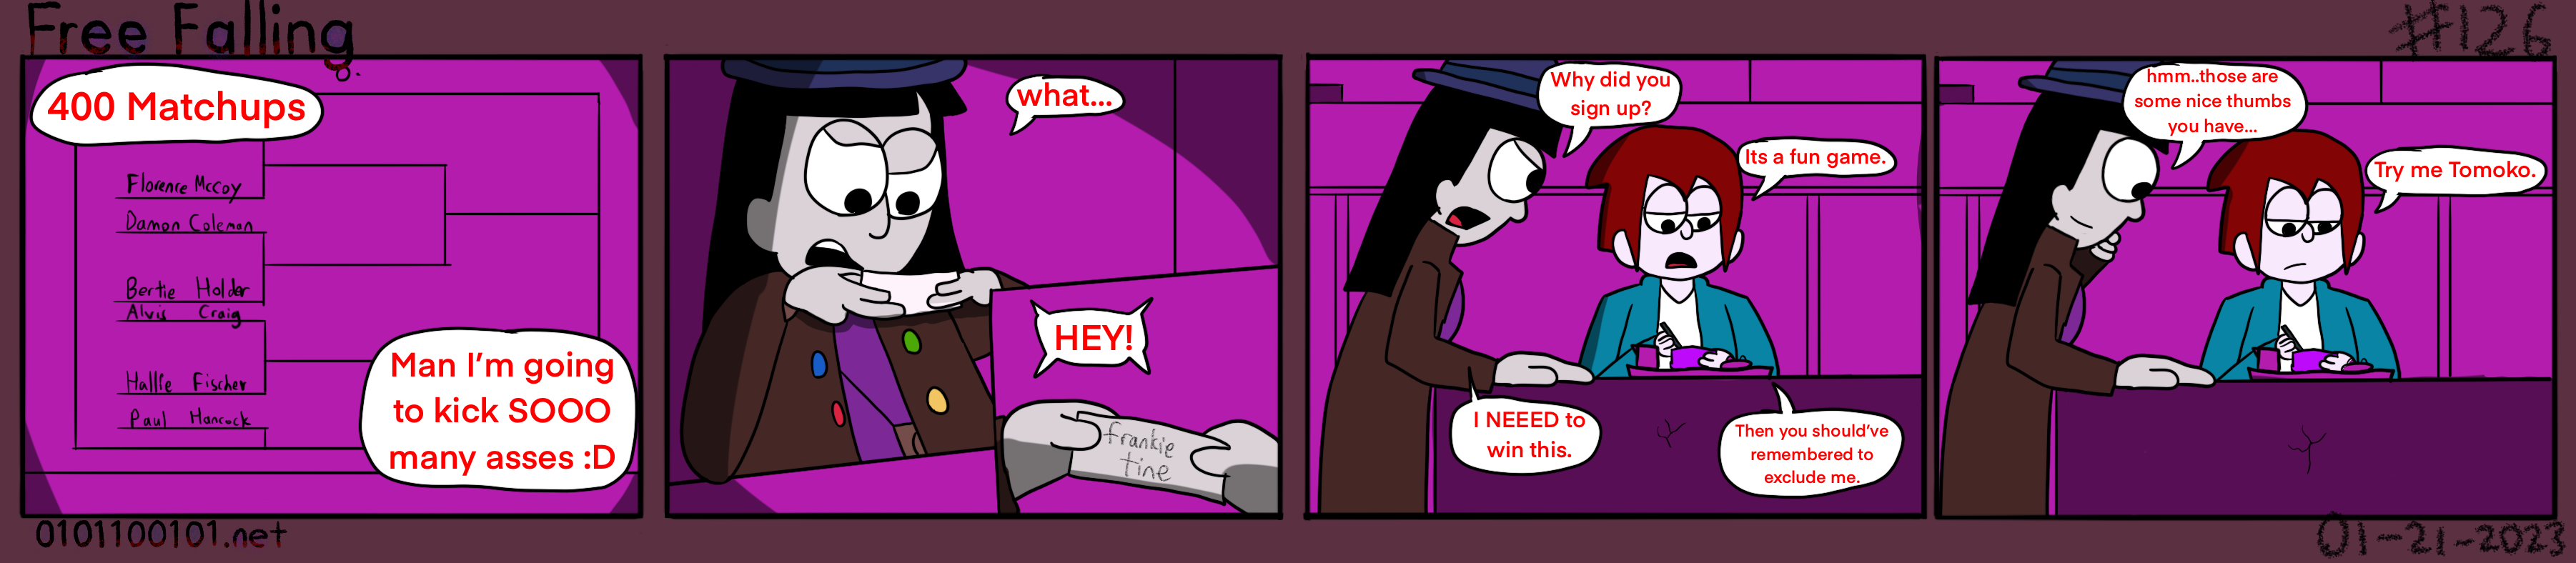 Free Falling
#126
400 Matchups
Florence McCoy
Damon Coleman
Bertie Holder
Alvis Craig
Hallie Fischer
Paul Hancock
Man I'm going
to kick SOOO
many asses :D
what...
HEY!
frankie
tine
Why did you
sign up?
Its a fun game.
I NEEED to
win this.
Then you should've
remembered to
exclude me.
hmm..those are
some nice thumbs
you have...
Try me Tomoko.
0101100101.net
01-21-2023